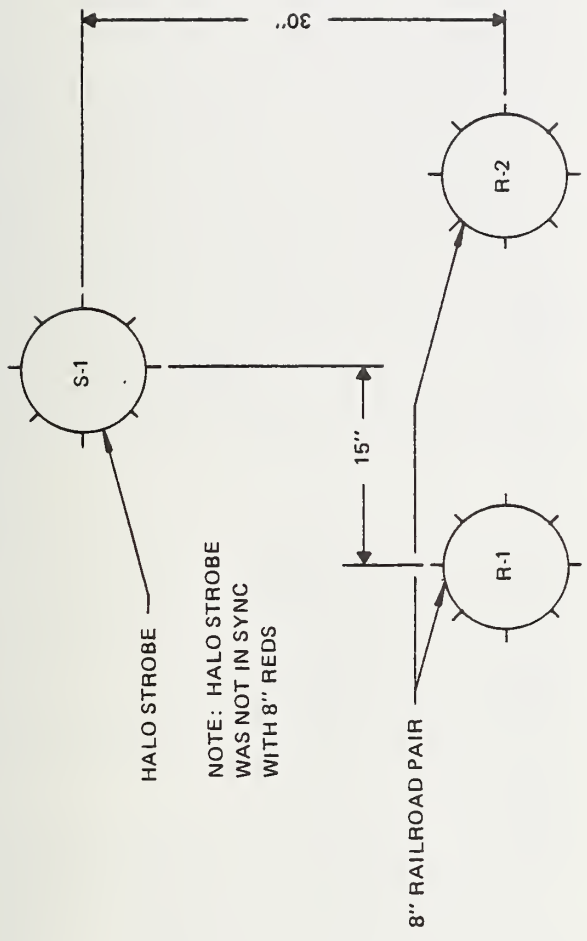 30"
S-1
HALO STROBE
NOTE: HALO STROBE
WAS NOT IN SYNC
WITH 8" REDS
15"
R-1
R-2
8" RAILROAD PAIR